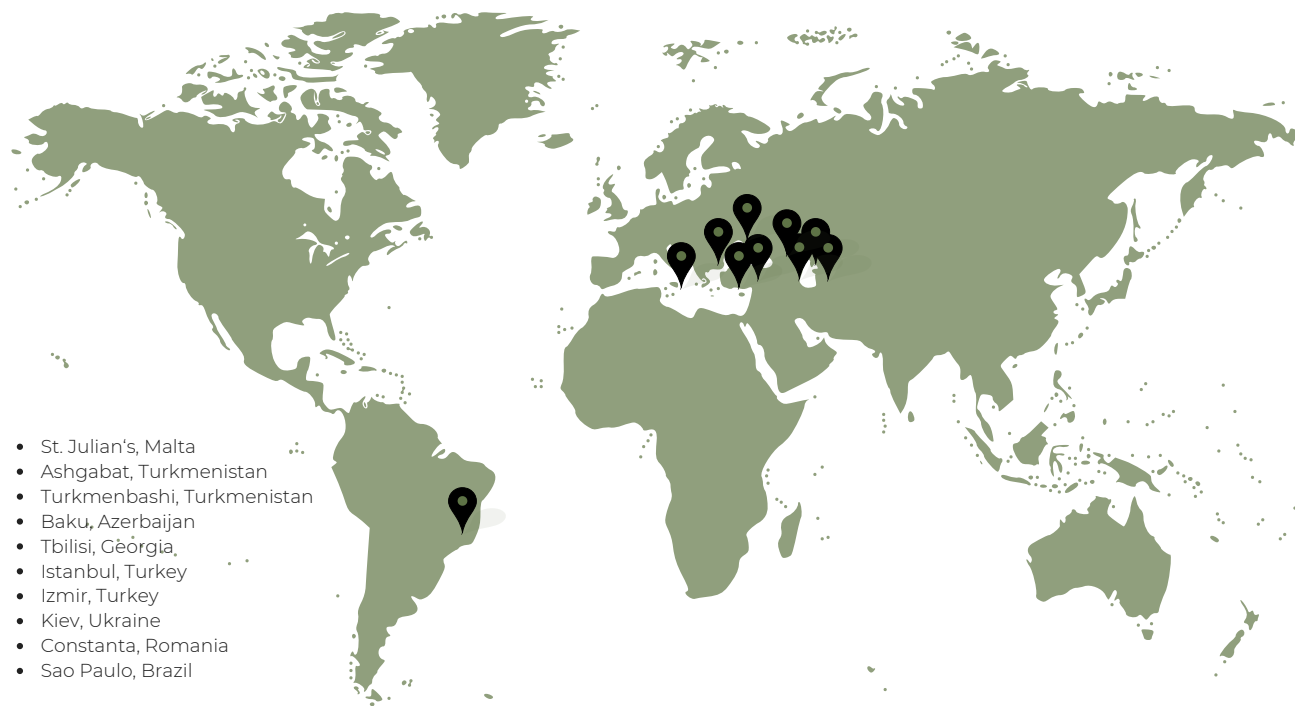 • St. Julian‘s, Malta
• Ashgabat, Turkmenistan
• Turkmenbashi, Turkmenistan
• Baku, Azerbaijan
• Tbilisi, Georgia
• Istanbul, Turkey
• Izmir, Turkey
• Kiev, Ukraine
• Constanta, Romania
• Sao Paulo, Brazil